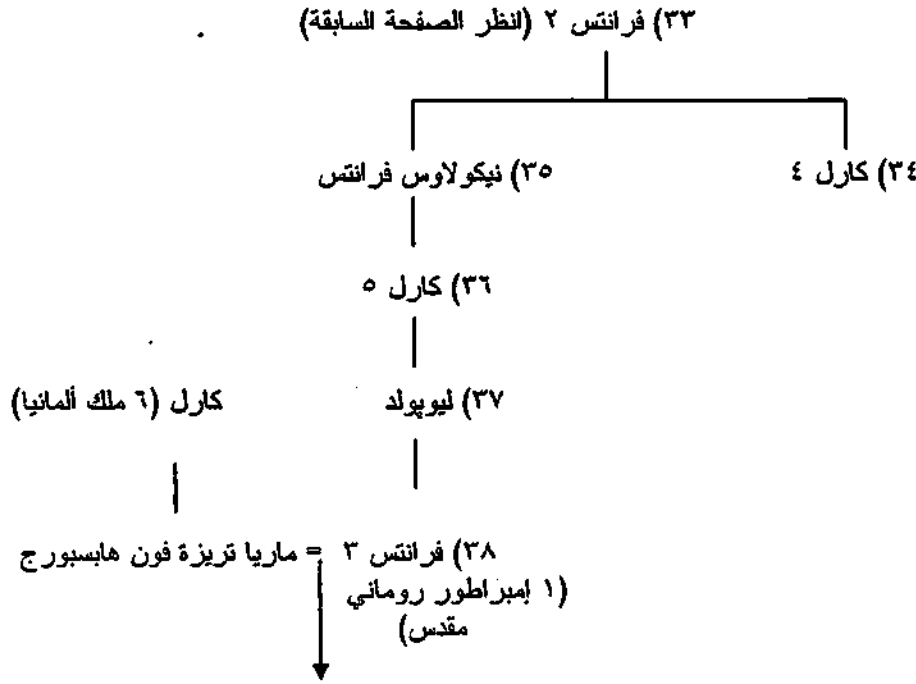 ٣٣) فرانتس ٢ (انظر الصفحة السابقة)
٣٤) كارل ٤
٣٥) نيكولاوس فرانتس
٣٦) كارل ٥
٣٧) ليوپولد
كارل (٦ ملك ألمانيا)
٣٨) فرانتس ٣ = ماريا تريزة فون هابسبورج
(١ إمبراطور روماني
مقدس)